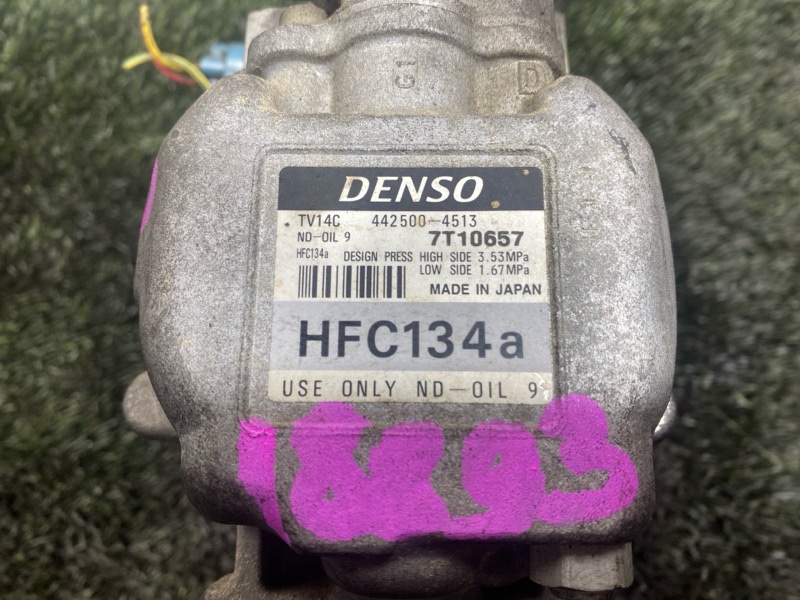 G1
D
DENSO
TV14C 442500-4513
ND-OIL 9 7T10657
HFC134a DESIGN PRESS HIGH SIDE 3.53MPa
LOW SIDE 1.67MPa
MADE IN JAPAN
HFC134a
USE ONLY ND-OIL 9